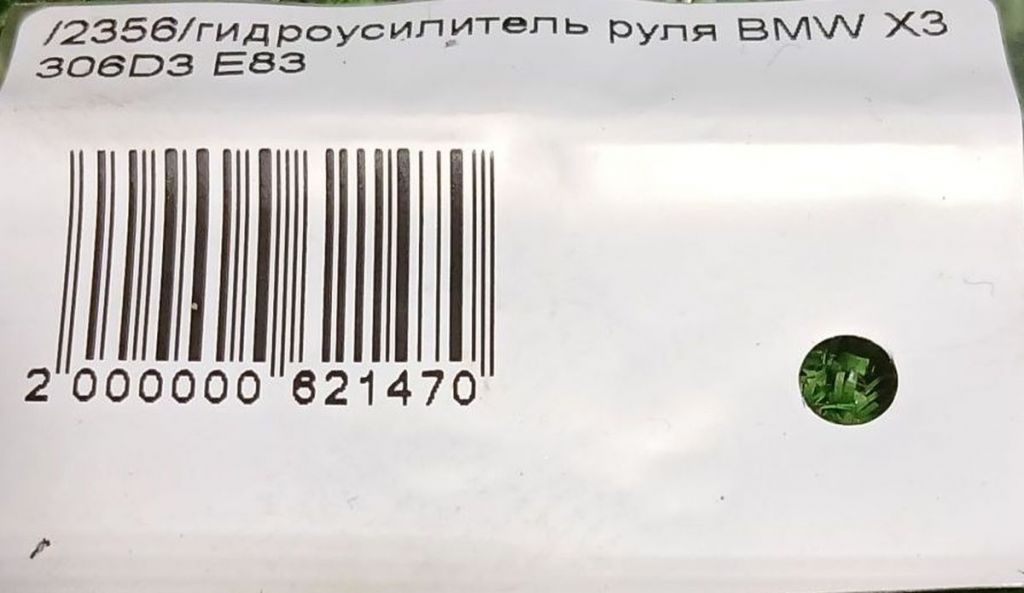 /2356/гидроусилитель руля BMW X3
306D3 E83
2 000000 621470